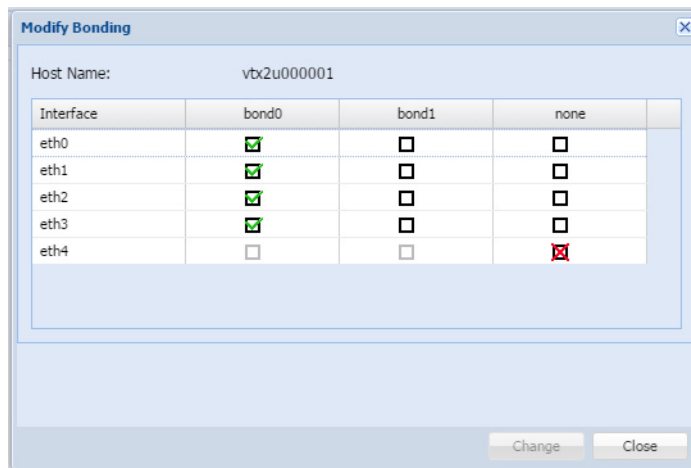 Modify Bonding
Host Name: vtx2u000001
Interface bond0 bond1 none
eth0
eth1
eth2
eth3
eth4
Change Close